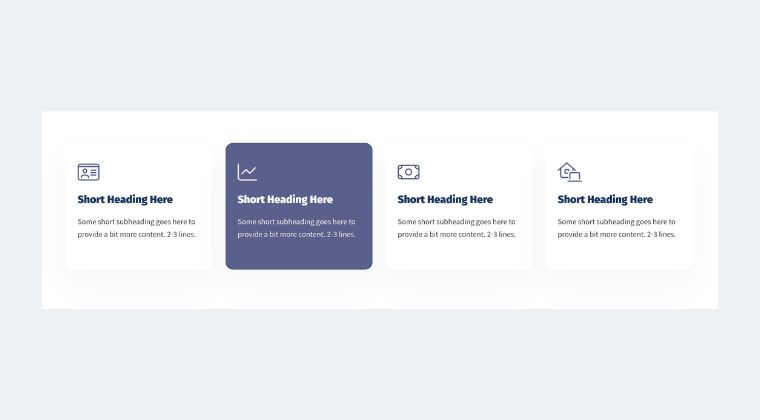 Short Heading Here
Some short subheading goes here to
provide a bit more content. 2-3 lines.
Short Heading Here
Some short subheading goes here to
provide a bit more content. 2-3 lines.
Short Heading Here
Some short subheading goes here to
provide a bit more content. 2-3 lines.
Short Heading Here
Some short subheading goes here to
provide a bit more content. 2-3 lines.